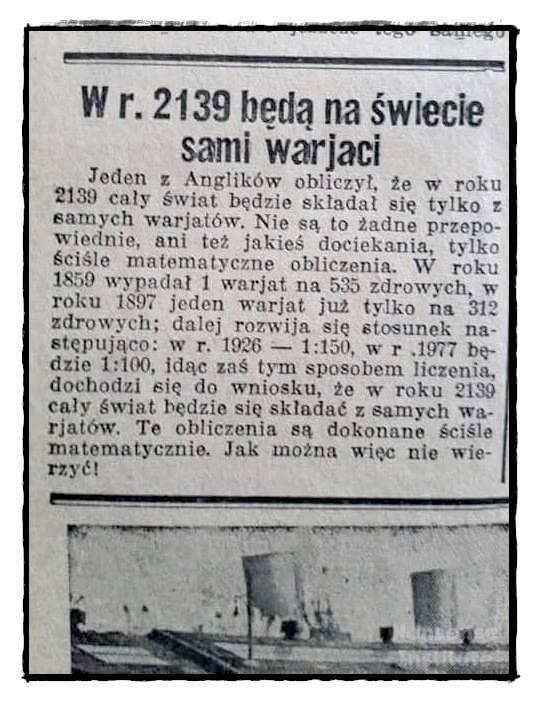 W r. 2139 będą na świecie
sami warjaci
Jeden z Anglików obliczył, że w roku
2139 cały świat będzie składał się tylko z
samych warjatów. Nie są to żadne przepo-
wiednie, ani też jakieś dociekania, tylko
ściśle matematyczne obliczenia. W roku
1859 wypadał 1 warjat na 535 zdrowych, w
roku 1897 jeden warjat już tylko na 312
zdrowych; dalej rozwija się stosunek na-
stępująco: w r. 1926 — 1:150, w r .1977 bę-
dzie 1:100, idąc zaś tym sposobem liczenia,
dochodzi się do wniosku, że w roku 2139
cały świat będzie się składać z samych wa-
rjatów. Te obliczenia są dokonane ściśle
matematycznie. Jak można więc nie wie-
rzyć!